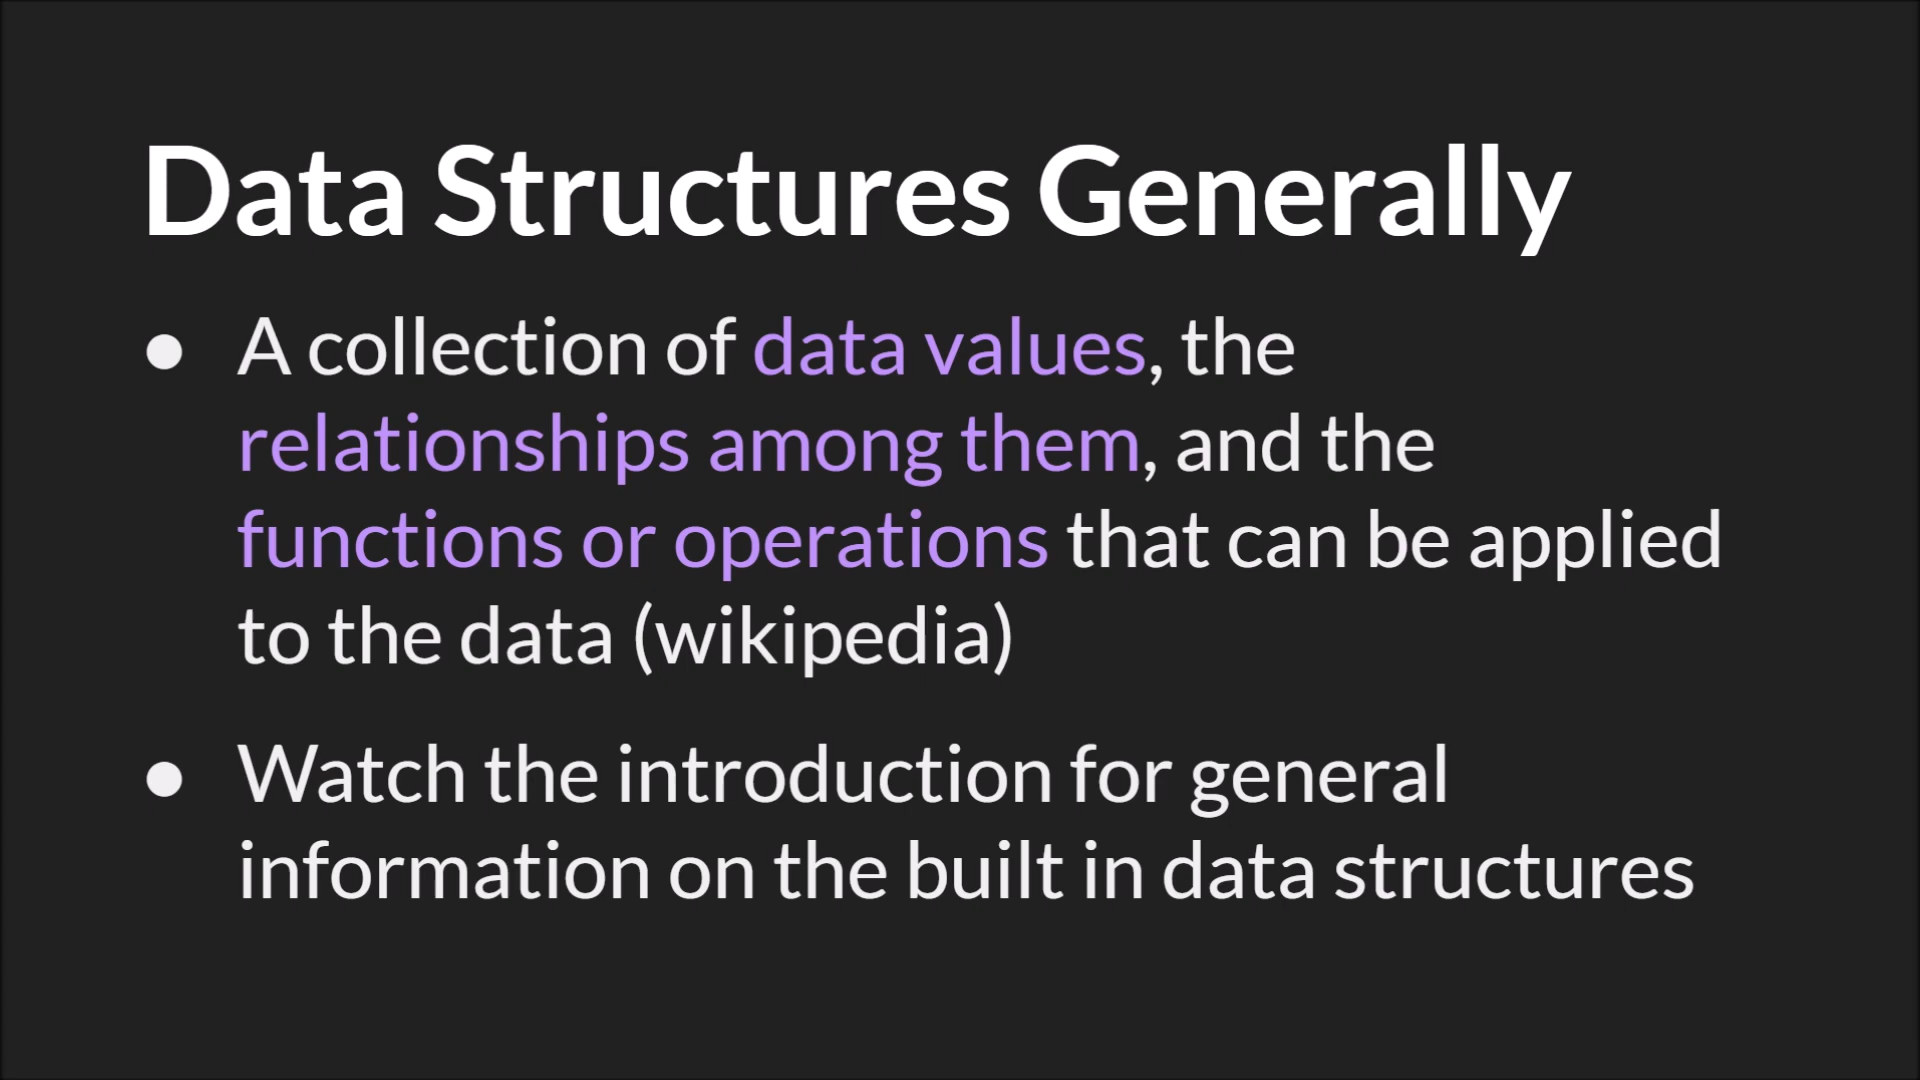 Data Structures Generally
● A collection of data values, the
relationships among them, and the
functions or operations that can be applied
to the data (wikipedia)
● Watch the introduction for general
information on the built in data structures